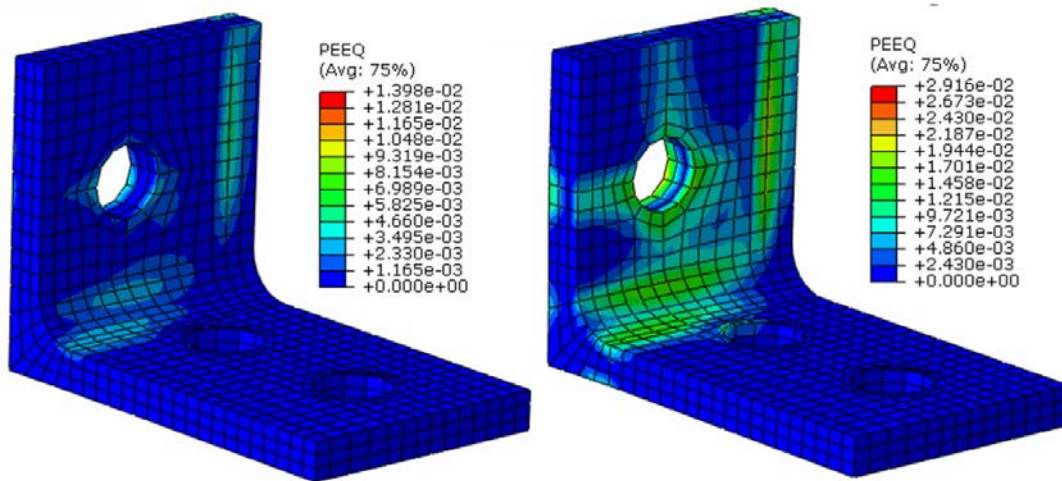 PEEQ
(Avg: 75%)
+1.398e-02
+1.281e-02
+1.165e-02
+1.048e-02
+9.319e-03
+8.154e-03
+6.989e-03
+5.825e-03
+4.660e-03
+3.495e-03
+2.330e-03
+1.165e-03
+0.000e+00
PEEQ
(Avg: 75%)
+2.916e-02
+2.673e-02
+2.430e-02
+2.187e-02
+1.944e-02
+1.701e-02
+1.458e-02
+1.215e-02
+9.721e-03
+7.291e-03
+4.860e-03
+2.430e-03
+0.000e+00